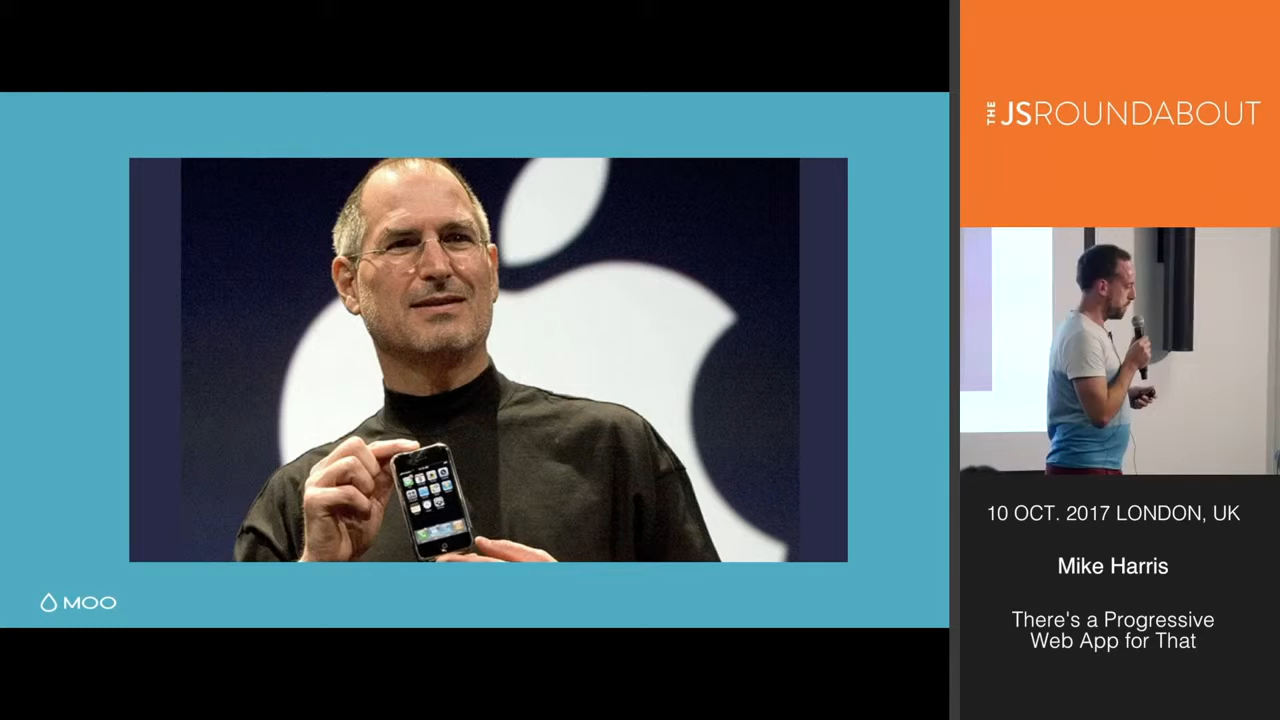 THE JSROUNDABOUT
10 OCT. 2017 LONDON, UK
Mike Harris
There's a Progressive
Web App for That
MOO